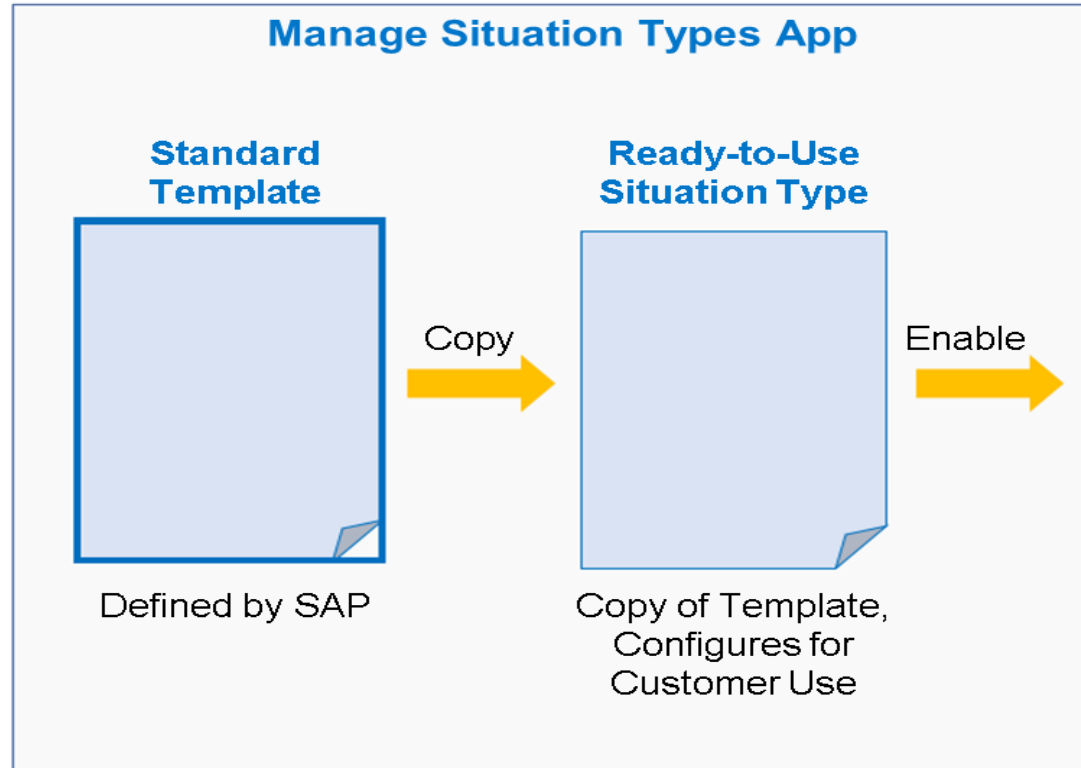 Manage Situation Types App
Standard
Template
Ready-to-Use
Situation Type
Copy
Enable
Defined by SAP
Copy of Template,
Configures for
Customer Use